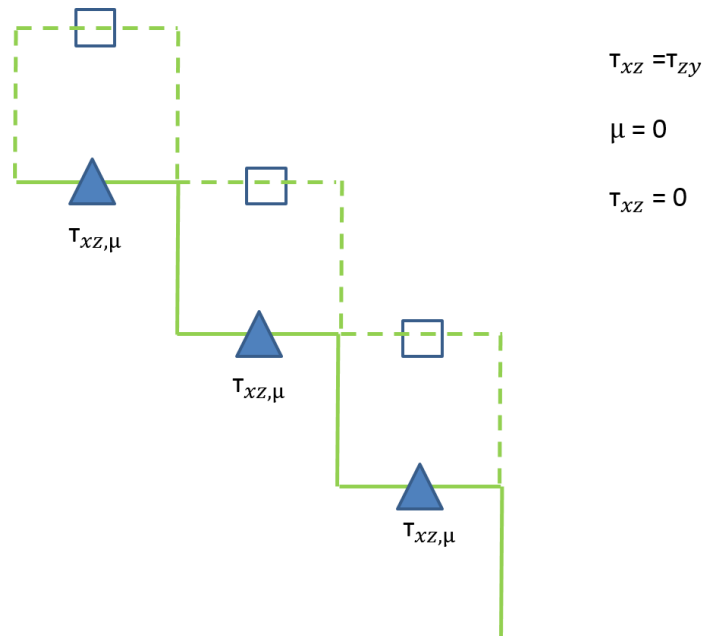 τ𝑥𝑧 =τ𝑧𝑦
μ = 0
τ𝑥𝑧 = 0
τ𝑥𝑧,μ
τ𝑥𝑧,μ
τ𝑥𝑧,μ